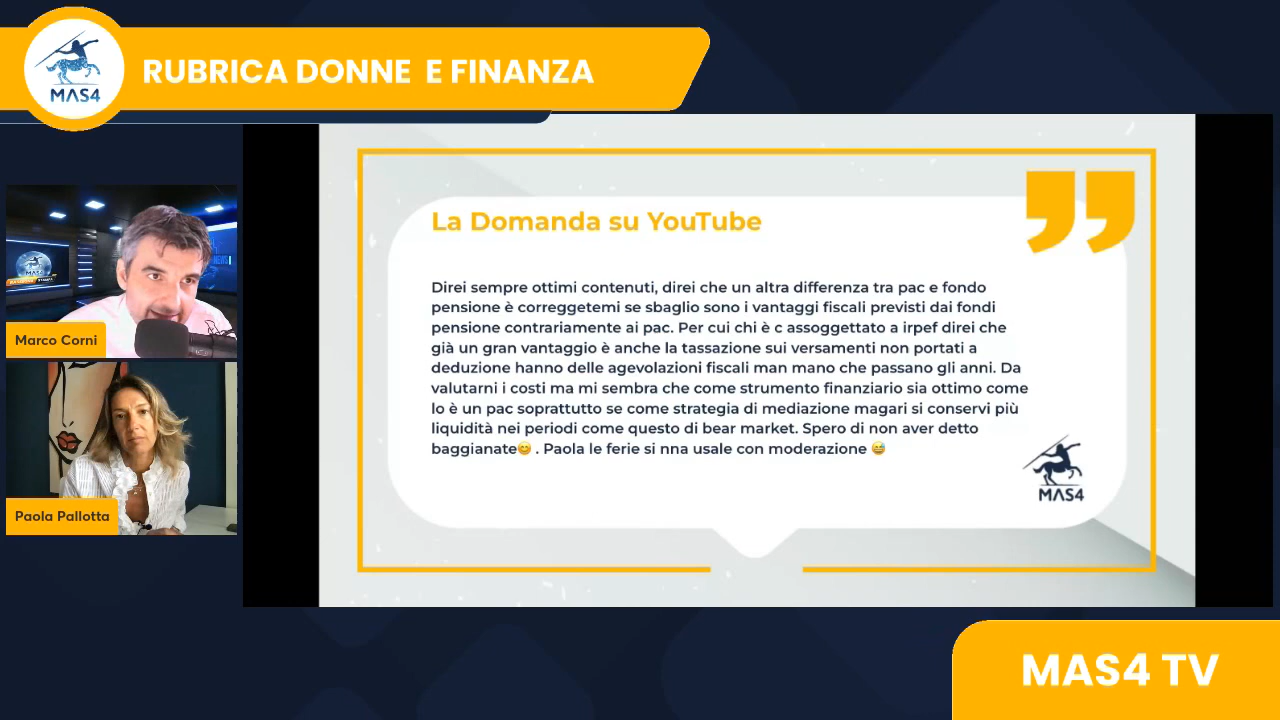 RUBRICA DONNE E FINANZA
MAS4
La Domanda su YouTube
Direi sempre ottimi contenuti, direi che un altra differenza tra pac e fondo
pensione è correggetemi se sbaglio sono i vantaggi fiscali previsti dai fondi
pensione contrariamente ai pac. Per cui chi è c assoggettato a irpef direi che
già un gran vantaggio è anche la tassazione sui versamenti non portati a
deduzione hanno delle agevolazioni fiscali man mano che passano gli anni. Da
valutarni i costi ma mi sembra che come strumento finanziario sia ottimo come
lo è un pac soprattutto se come strategia di mediazione magari si conservi più
liquidità nei periodi come questo di bear market. Spero di non aver detto
baggianate😊 . Paola le ferie si nna usale con moderazione 😅
MAS4
MAS4
NEWS
Marco Corni
Paola Pallotta
MAS4 TV